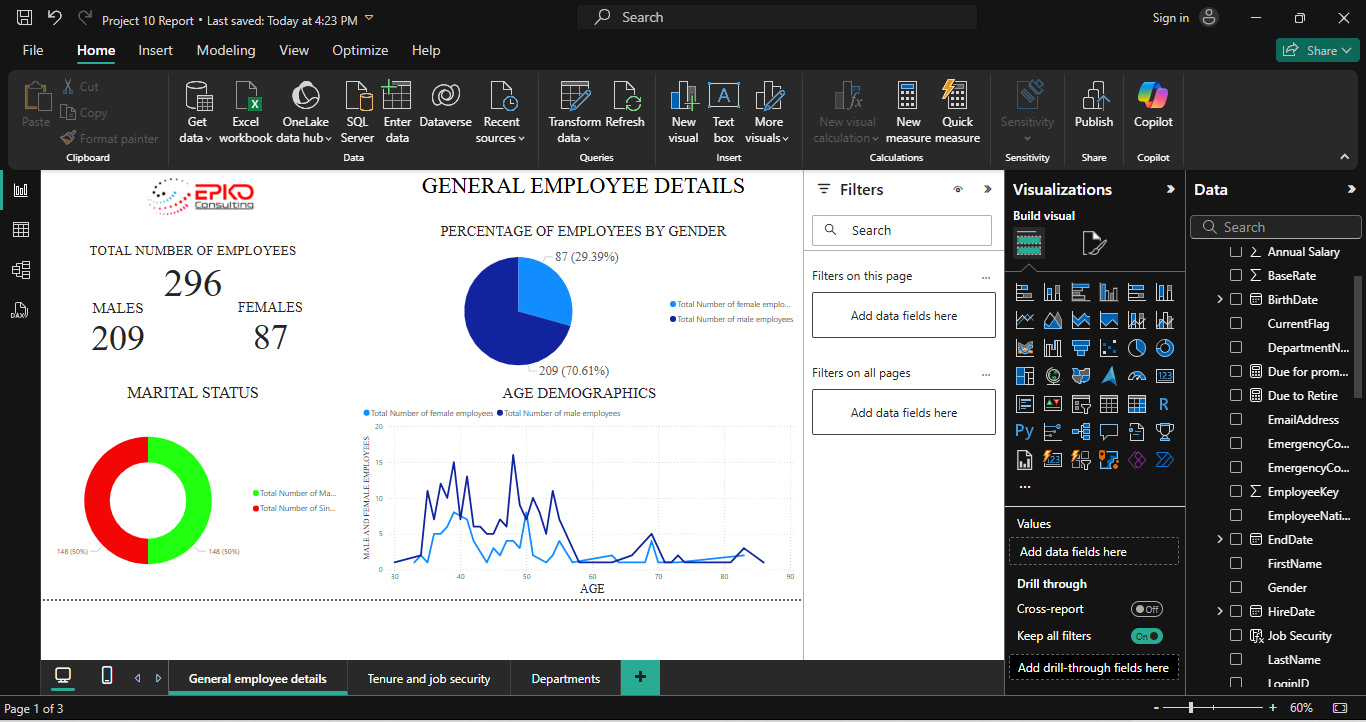 Project 10 Report • Last saved: Today at 4:23 PM
Search
Sign in
File Home Insert Modeling View Optimize Help
Share
Paste
Cut
Copy
Format painter
Clipboard
Get data
Excel workbook
OneLake data hub
SQL Server
Enter data
Dataverse
Recent sources
Data
Transform data
Refresh
Queries
New visual
Text box
More visuals
Insert
New visual calculation
New measure
Quick measure
Calculations
Sensitivity
Sensitivity
Publish
Share
Copilot
Copilot
EPIKO
Consulting
GENERAL EMPLOYEE DETAILS
TOTAL NUMBER OF EMPLOYEES
296
MALES
209
FEMALES
87
PERCENTAGE OF EMPLOYEES BY GENDER
87 (29.39%)
209 (70.61%)
Total Number of female emplo...
Total Number of male employees
MARITAL STATUS
148 (50%)
148 (50%)
Total Number of Ma...
Total Number of Sin...
AGE DEMOGRAPHICS
Total Number of female employees Total Number of male employees
MALE AND FEMALE EMPLOYEES
20
15
10
5
0
30 40 50 60 70 80 90
AGE
Filters
Search
Filters on this page
...
Add data fields here
Filters on all pages
...
Add data fields here
Visualizations
Build visual
123
R
Py
123
...
Values
Add data fields here
Drill through
Cross-report
Off
Keep all filters
On
Add drill-through fields here
Data
Search
Annual Salary
BaseRate
BirthDate
CurrentFlag
DepartmentN...
Due for prom...
Due to Retire
EmailAddress
EmergencyCo...
EmergencyCo...
EmployeeKey
EmployeeNati...
EndDate
FirstName
Gender
HireDate
Job Security
LastName
LoginID
DAX
General employee details
Tenure and job security
Departments
+
Page 1 of 3
- + 60%